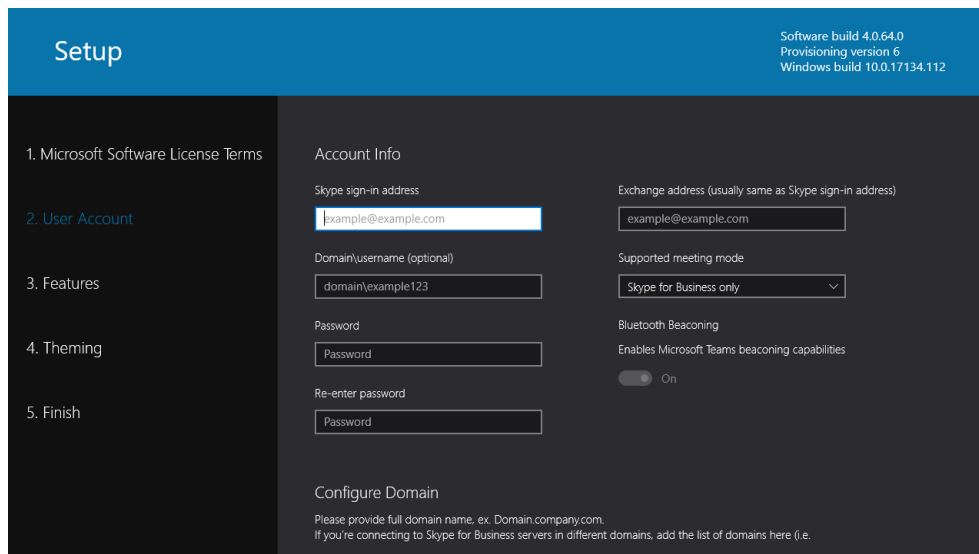 Setup
Software build 4.0.64.0
Provisioning version 6
Windows build 10.0.17134.112
1. Microsoft Software License Terms
2. User Account
3. Features
4. Theming
5. Finish
Account Info
Skype sign-in address
example@example.com
Domain\username (optional)
domain\example123
Password
Password
Re-enter password
Password
Exchange address (usually same as Skype sign-in address)
example@example.com
Supported meeting mode
Skype for Business only
Bluetooth Beaconing
Enables Microsoft Teams beaconing capabilities
On
Configure Domain
Please provide full domain name, ex. Domain.company.com.
If you're connecting to Skype for Business servers in different domains, add the list of domains here (i.e.